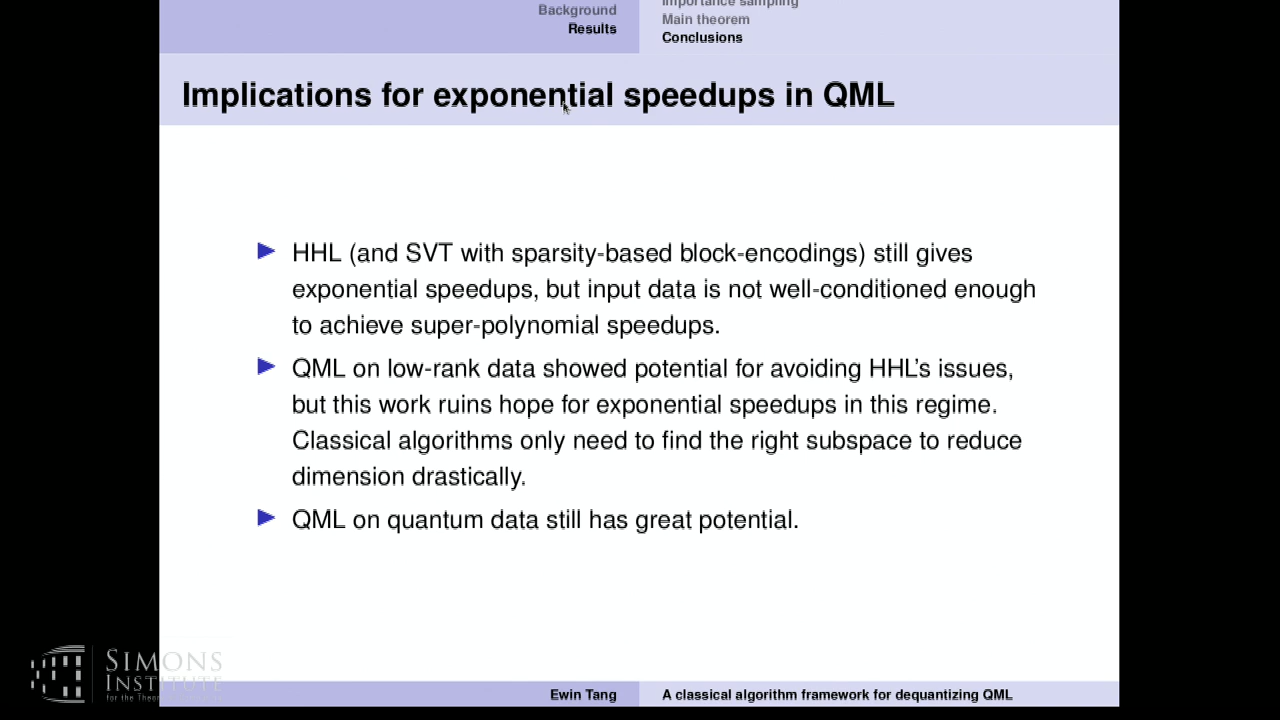 Background
Results
Importance sampling
Main theorem
Conclusions
Implications for exponential speedups in QML
HHL (and SVT with sparsity-based block-encodings) still gives
exponential speedups, but input data is not well-conditioned enough
to achieve super-polynomial speedups.
QML on low-rank data showed potential for avoiding HHL's issues,
but this work ruins hope for exponential speedups in this regime.
Classical algorithms only need to find the right subspace to reduce
dimension drastically.
QML on quantum data still has great potential.
SIMONS
INSTITUTE
for the
Ewin Tang
A classical algorithm framework for dequantizing QML